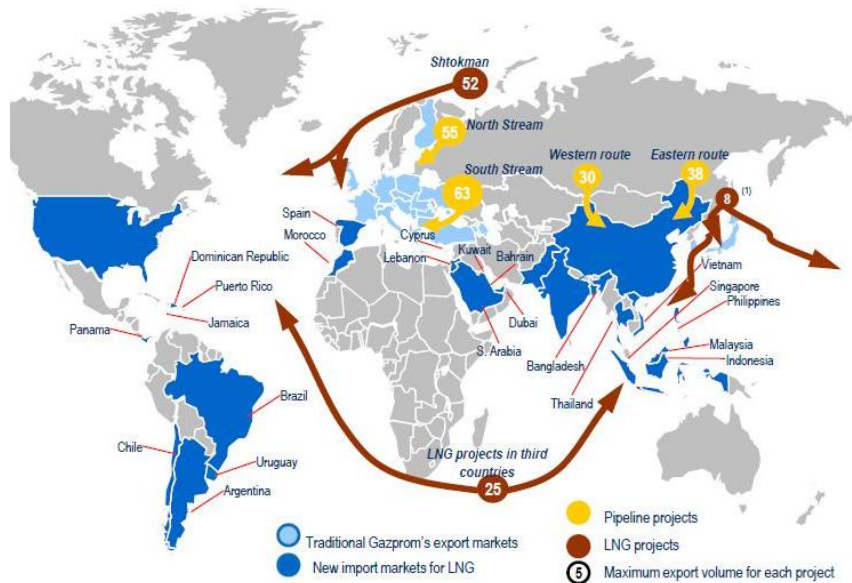 Shtokman
52
North Stream
55
South Stream
63
Western route
30
Eastern route
38
8
(1)
Spain
Morocco
Cyprus
Lebanon
Kuwait
Bahrain
Dubai
S. Arabia
Bangladesh
Thailand
Vietnam
Singapore
Philippines
Malaysia
Indonesia
Dominican Republic
Puerto Rico
Jamaica
Panama
Brazil
Chile
Uruguay
Argentina
LNG projects in third
countries
25
Traditional Gazprom's export markets
New import markets for LNG
Pipeline projects
LNG projects
5
Maximum export volume for each project